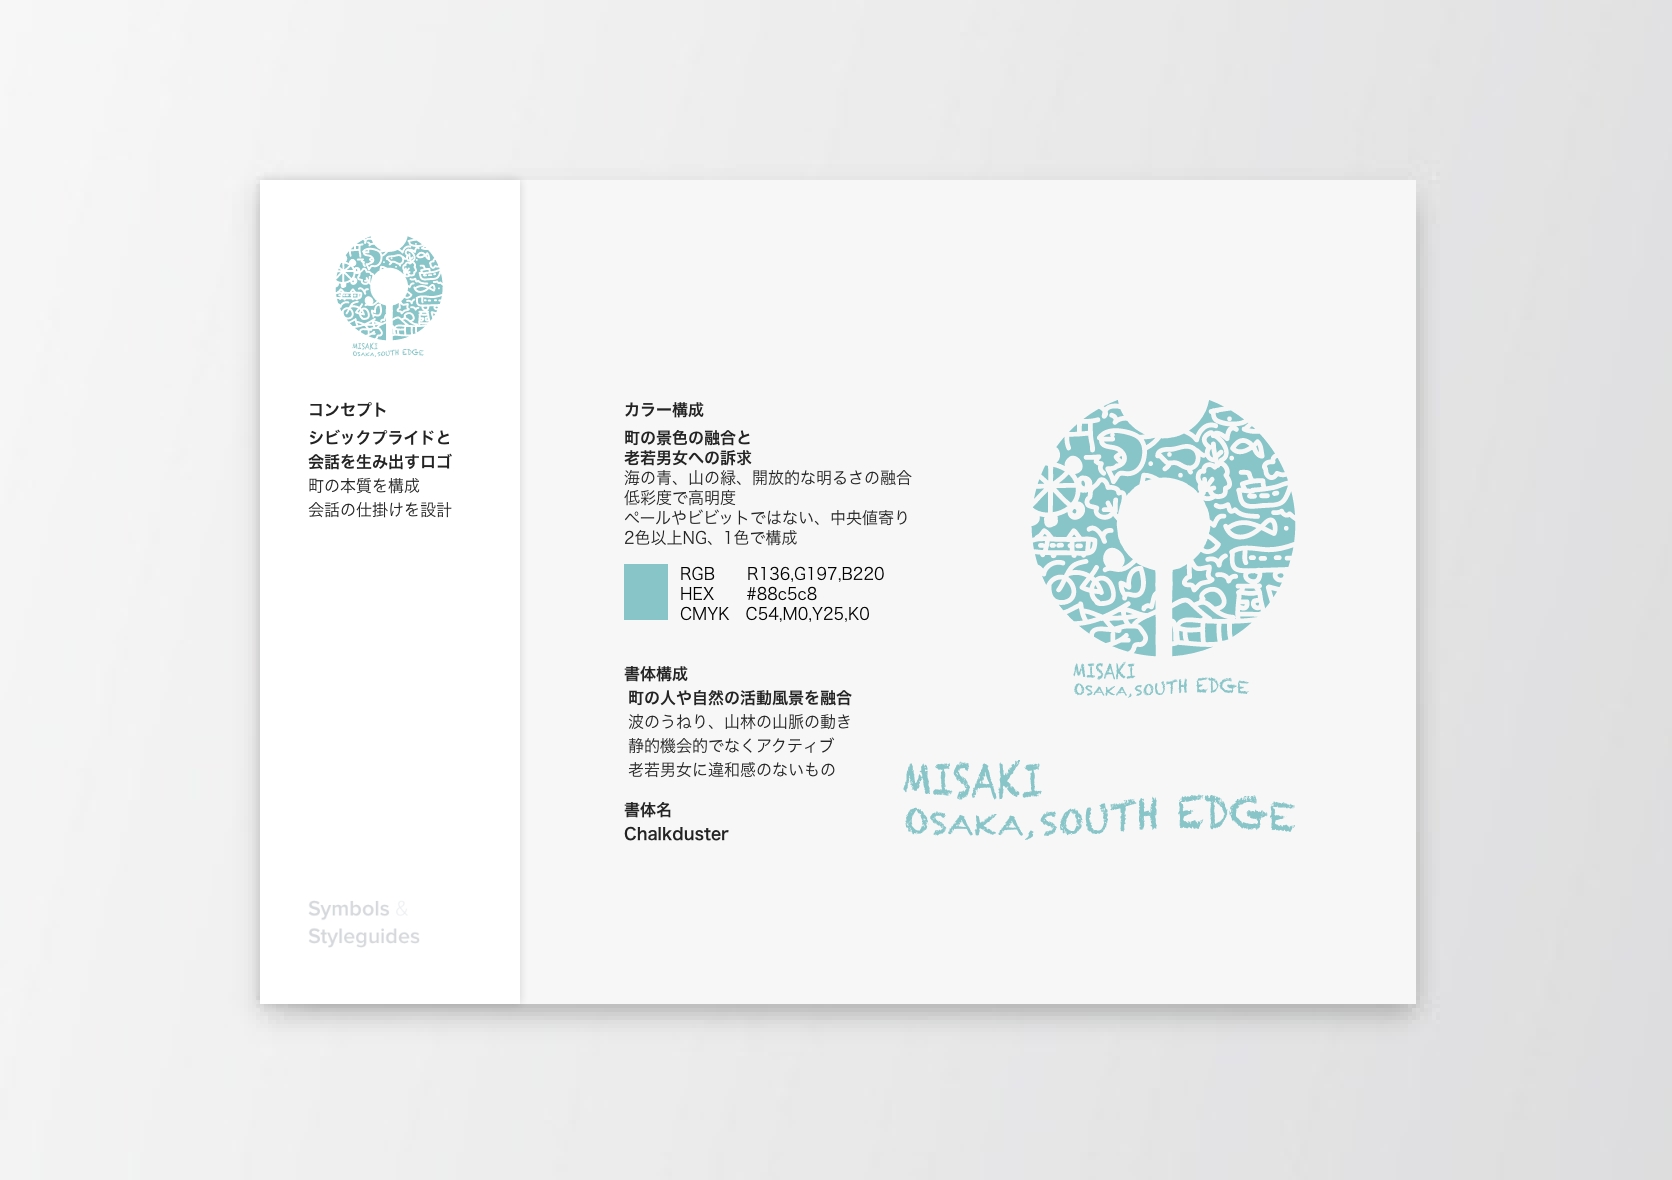 MISAKI
OSAKA, SOUTH EDGE
コンセプト
シビックプライドと
会話を生み出すロゴ
町の本質を構成
会話の仕掛けを設計
Symbols &
Styleguides
カラー構成
町の景色の融合と
老若男女への訴求
海の青、山の緑、開放的な明るさの融合
低彩度で高明度
ペールやビビットではない、中央値寄り
2色以上NG、1色で構成
RGB R136,G197,B220
HEX #88c5c8
CMYK C54,M0,Y25,K0
書体構成
町の人や自然の活動風景を融合
波のうねり、山林の山脈の動き
静的機会的でなくアクティブ
老若男女に違和感のないもの
書体名
Chalkduster
MISAKI
OSAKA, SOUTH EDGE
MISAKI
OSAKA, SOUTH EDGE